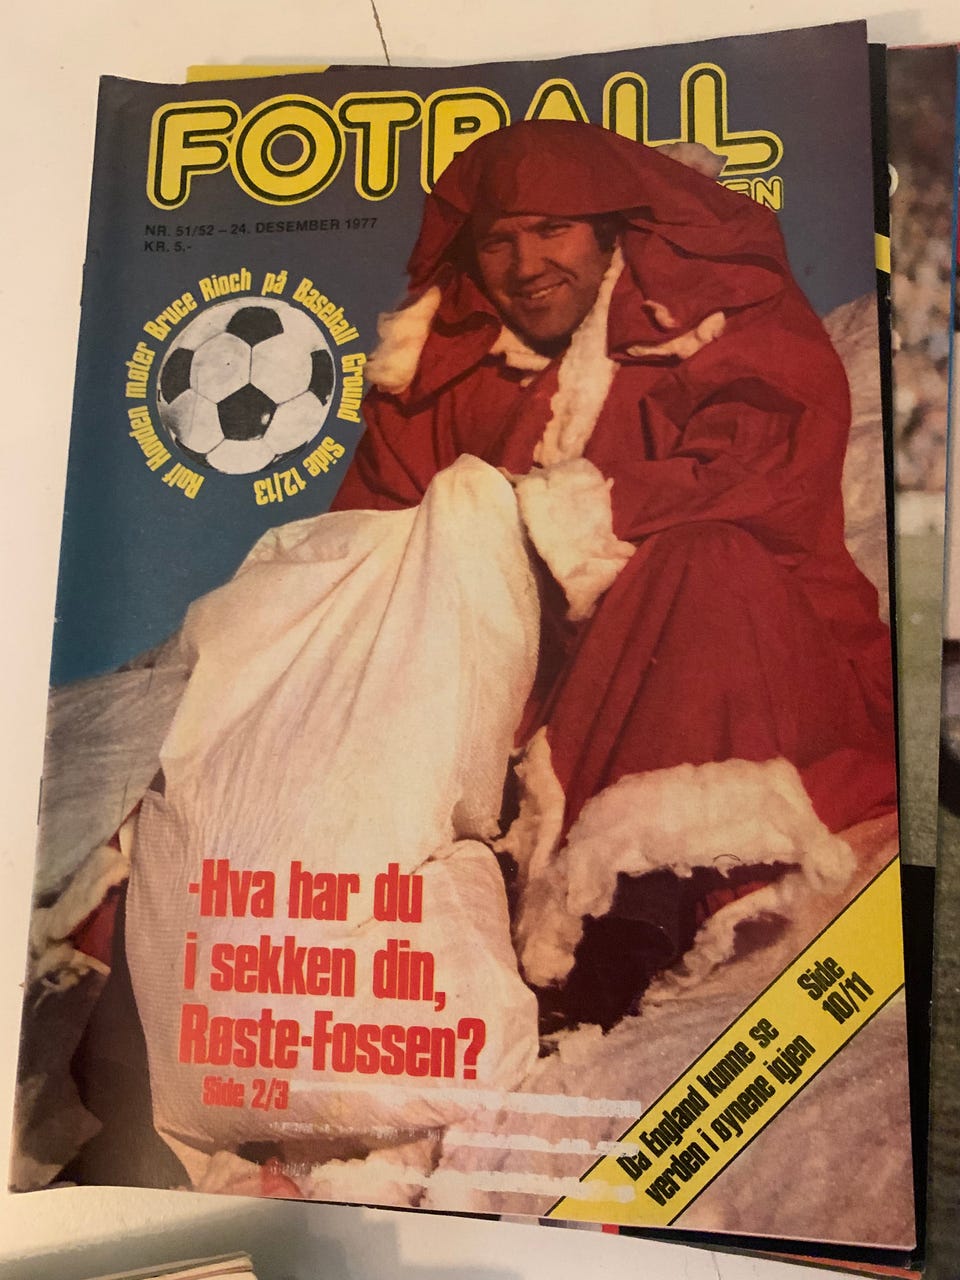 FOTBALL
NR. 51/52 – 24. DESEMBER 1977
KR. 5,-
Rolf Hovden møter Bruce Rioch på Baseball Ground Side 12/13
-Hva har du
i sekken din,
Røste-Fossen?
Side 2/3
Da England kunne se
verden i øynene igjen
Side
10/11